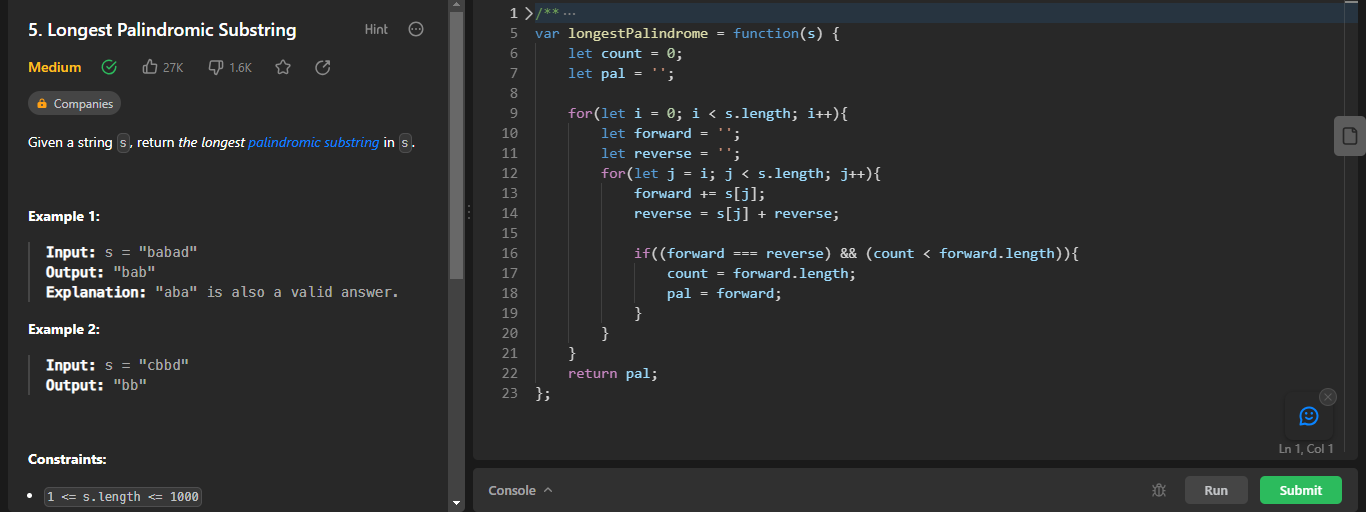 5. Longest Palindromic Substring
Hint
Medium
27K
1.6K
Companies
Given a string s, return the longest palindromic substring in s.
Example 1:
Input: s = "babad"
Output: "bab"
Explanation: "aba" is also a valid answer.
Example 2:
Input: s = "cbbd"
Output: "bb"
Constraints:
• 1 <= s.length <= 1000
1 /** ···
5 var longestPalindrome = function(s) {
6 let count = 0;
7 let pal = '';
8
9 for(let i = 0; i < s.length; i++){
10 let forward = '';
11 let reverse = '';
12 for(let j = i; j < s.length; j++){
13 forward += s[j];
14 reverse = s[j] + reverse;
15
16 if((forward === reverse) && (count < forward.length)){
17 count = forward.length;
18 pal = forward;
19 }
20 }
21 }
22 return pal;
23 };
Ln 1, Col 1
Console
Run
Submit